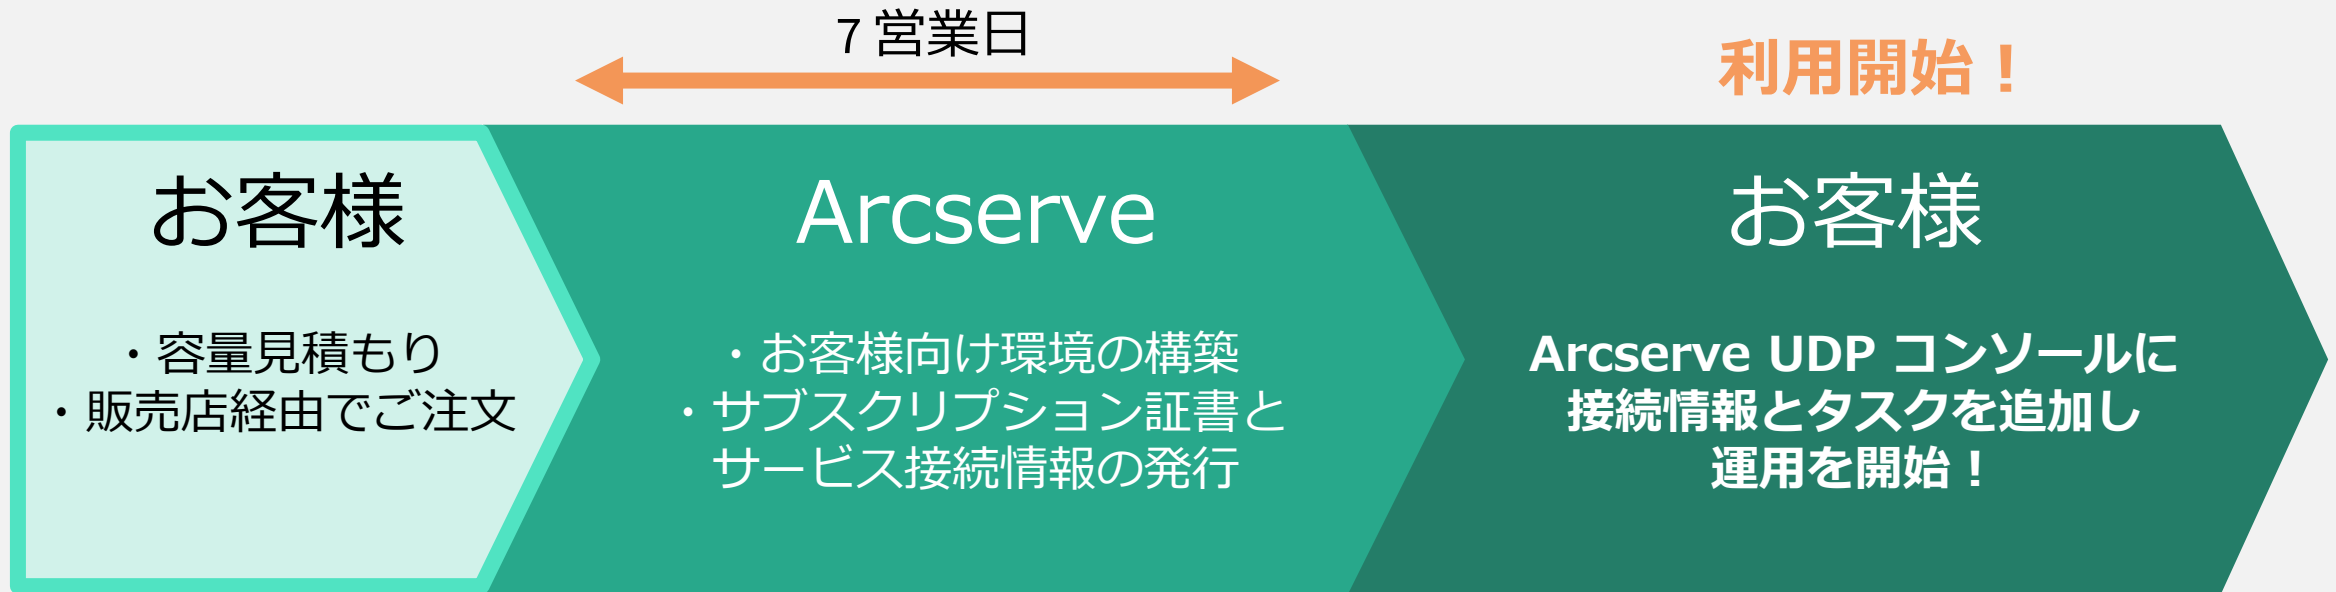 7営業日
利用開始！
お客様
・容量見積もり
・販売店経由でご注文
Arcserve
・お客様向け環境の構築
・サブスクリプション証書と
サービス接続情報の発行
お客様
Arcserve UDP コンソールに
接続情報とタスクを追加し
運用を開始！